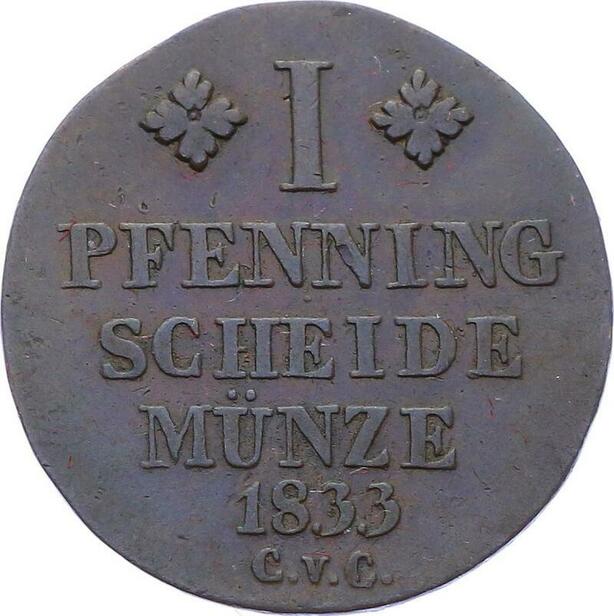 I
PFENNING
SCHEIDE
MÜNZE
1833
C.v.C.